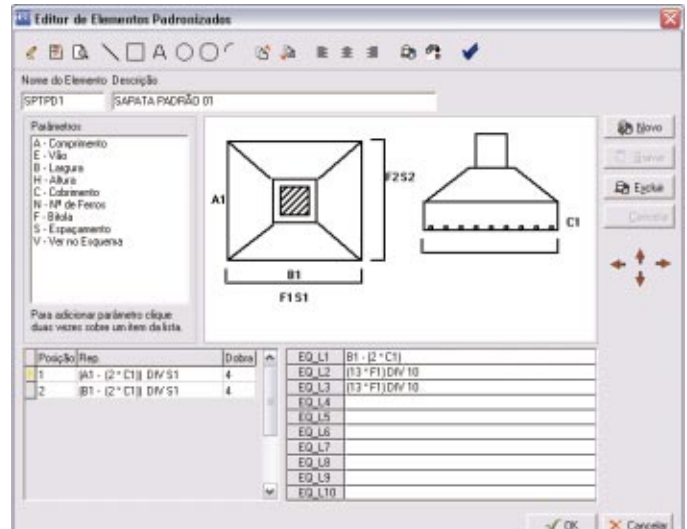 Editor de Elementos Padronizados
Nome do Elemento Descrição
SPTPD1 SAPATA PADRÃO 01
Parâmetros
A - Comprimento
E - Vão
B - Largura
H - Altura
C - Cobrimento
N - Nº de Ferros
F - Bitola
S - Espaçamento
V - Ver no Esquema
Para adicionar parâmetro clique
duas vezes sobre um item da lista.
A1
F2S2
B1
F1S1
C1
Novo
Salvar
Excluir
Cancelar
Posição Rep. Dobra
1 (A1 - (2 * C1)) DIV S1 4
2 (B1 - (2 * C1)) DIV S1 4
EQ_L1 B1 - (2 * C1)
EQ_L2 (13 * F1) DIV 10
EQ_L3 (13 * F1) DIV 10
EQ_L4
EQ_L5
EQ_L6
EQ_L7
EQ_L8
EQ_L9
EQ_L10
OK Cancelar